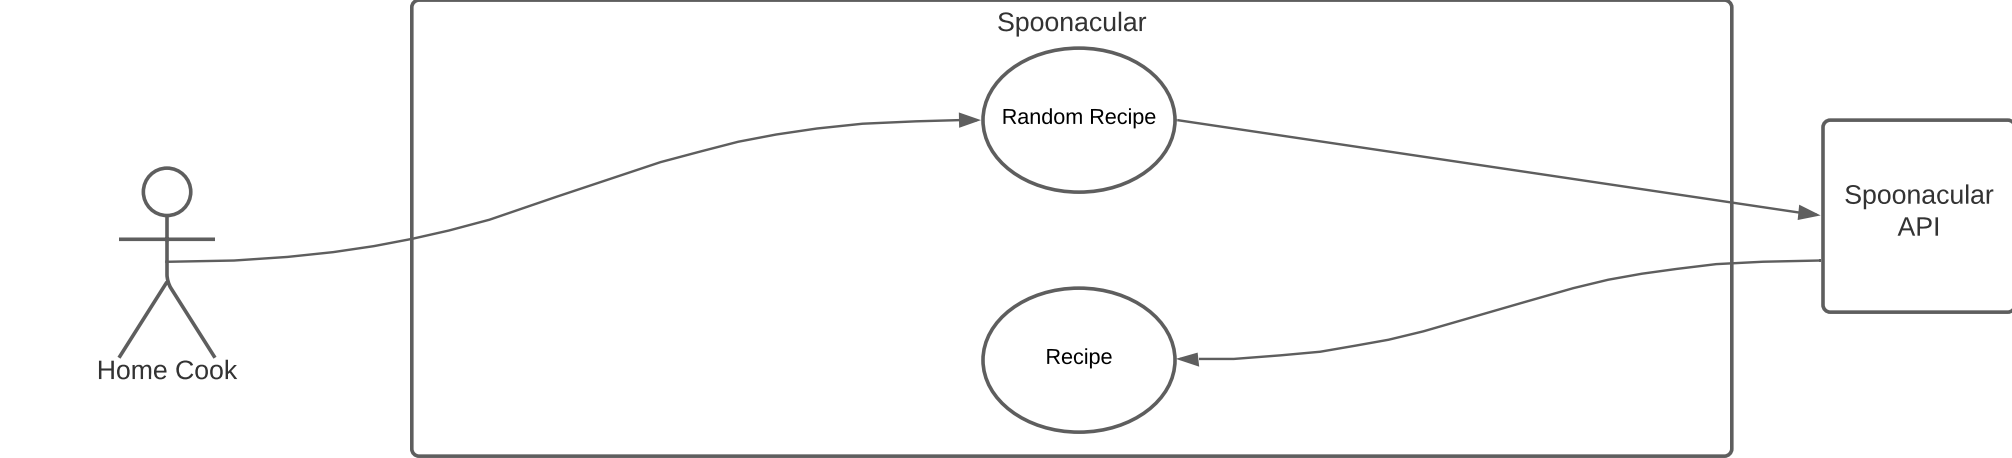 Spoonacular
Random Recipe
Spoonacular
API
Recipe
Home Cook